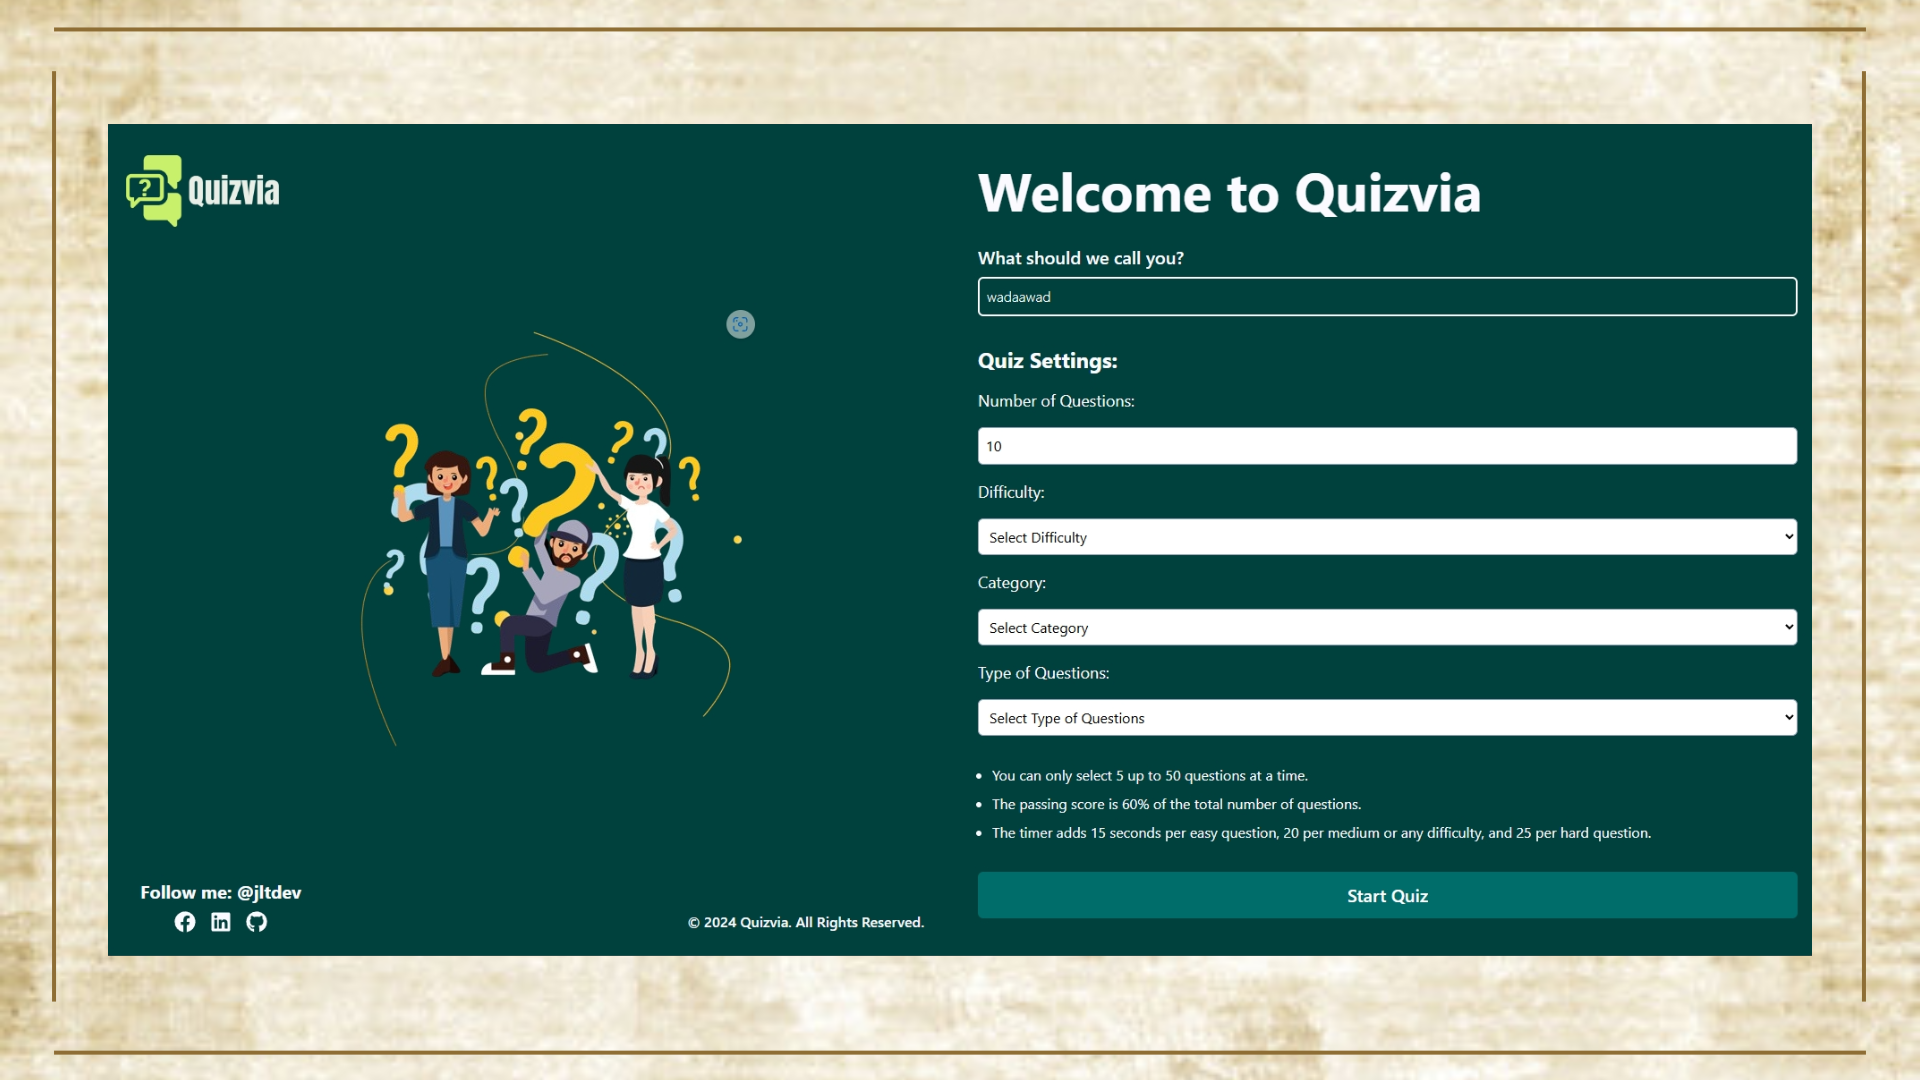 Quizvia
Welcome to Quizvia
What should we call you?
wadaawad
Quiz Settings:
Number of Questions:
10
Difficulty:
Select Difficulty
Category:
Select Category
Type of Questions:
Select Type of Questions
• You can only select 5 up to 50 questions at a time.
• The passing score is 60% of the total number of questions.
• The timer adds 15 seconds per easy question, 20 per medium or any difficulty, and 25 per hard question.
Start Quiz
Follow me: @jltdev
© 2024 Quizvia. All Rights Reserved.